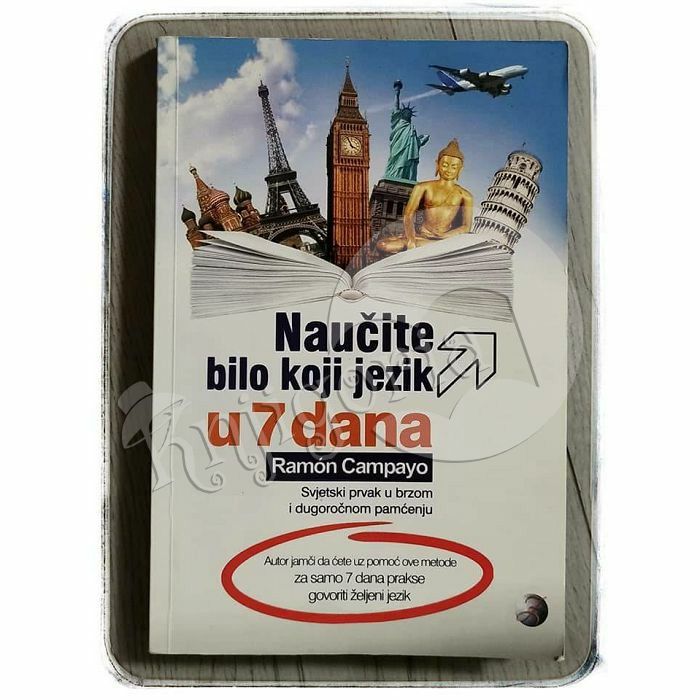 Naučite
bilo koji jezik
u 7 dana
Ramón Campayo
Svjetski prvak u brzom
i dugoročnom pamćenju
Autor jamči da ćete uz pomoć ove metode
za samo 7 dana prakse
govoriti željeni jezik